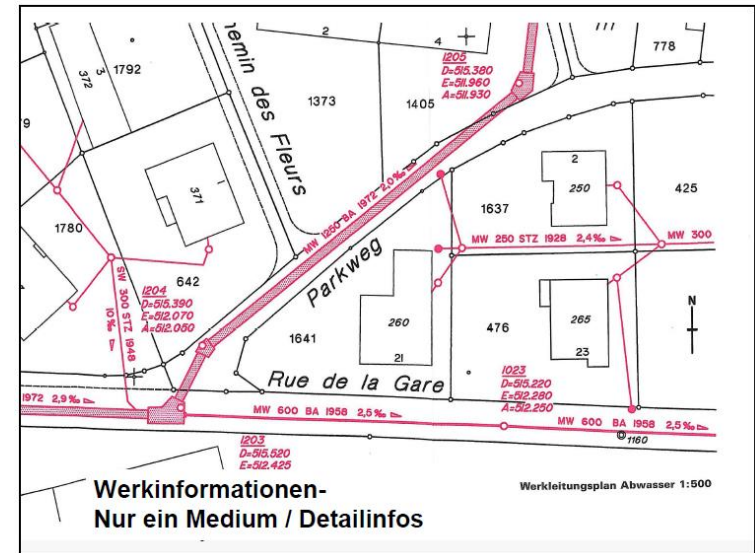 Chemin des Fleurs
2
4
777
778
1205
D=515.380
E=511.960
A=511.930
3
372
1792
1373
1405
79
371
1
MW 1250 BA 1972 2,0‰
2
250
425
1637
1780
MW 250 STZ 1928 2,4‰
MW 300
642
SW 300 STZ 1948
10‰
1204
D=515.390
E=512.070
A=512.050
Parkweg
N
1641
260
21
476
265
23
Rue de la Gare
1023
D=515.220
E=512.280
A=512.250
1972 2,9‰
MW 600 BA 1958 2,5‰
MW 600 BA 1958 2,5‰
1160
1203
D=515.520
E=512.425
Werkinformationen-
Nur ein Medium / Detailinfos
Werkleitungsplan Abwasser 1:500